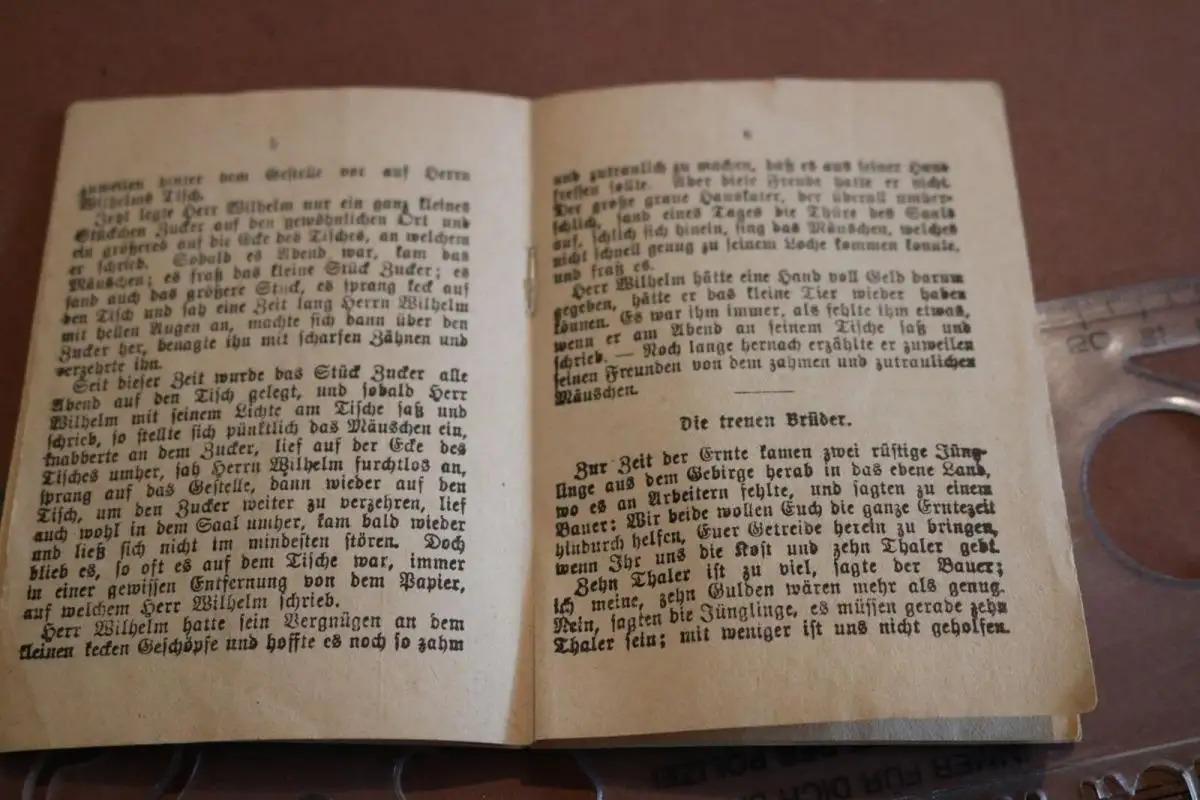 5
zuweilen hinter dem Gestelle vor auf Herrn
Wilhelms Tisch.
Jetzt legte Herr Wilhelm nur ein ganz kleines
Stückchen Zucker auf den gewöhnlichen Ort und
ein größeres auf die Ecke des Tisches, an welchem
er schrieb. Sobald es Abend war, kam das
Mäuschen; es fraß das kleine Stück Zucker; es
fand auch das größere Stück, es sprang keck auf
den Tisch und sah eine Zeit lang Herrn Wilhelm
mit hellen Augen an, machte sich dann über den
Zucker her, benagte ihn mit scharfen Zähnen und
verzehrte ihn.
Seit dieser Zeit wurde das Stück Zucker alle
Abend auf den Tisch gelegt, und sobald Herr
Wilhelm mit seinem Lichte am Tische saß und
schrieb, so stellte sich pünktlich das Mäuschen ein,
knabberte an dem Zucker, lief auf der Ecke des
Tisches umher, sah Herrn Wilhelm furchtlos an,
sprang auf das Gestelle, dann wieder auf den
Tisch, um den Zucker weiter zu verzehren, lief
auch wohl in dem Saal umher, kam bald wieder
und ließ sich nicht im mindesten stören. Doch
blieb es, so oft es auf dem Tische war, immer
in einer gewissen Entfernung von dem Papier,
auf welchem Herr Wilhelm schrieb.
Herr Wilhelm hatte sein Vergnügen an dem
kleinen kecken Geschöpfe und hoffte es noch so zahm
6
und zutraulich zu machen, daß es aus seiner Hand
fressen sollte. Aber diese Freude hatte er nicht.
Der große graue Hauskater, der überall umher-
schlich, fand eines Tages die Thüre des Saals
auf, schlich sich hinein, fing das Mäuschen, welches
nicht schnell genug zu seinem Loche kommen konnte,
und fraß es.
Herr Wilhelm hätte eine Hand voll Geld darum
gegeben, hätte er das kleine Tier wieder haben
können. Es war ihm immer, als fehlte ihm etwas,
wenn er am Abend an seinem Tische saß und
schrieb. — Noch lange hernach erzählte er zuweilen
seinen Freunden von dem zahmen und zutraulichen
Mäuschen.
Die treuen Brüder.
Zur Zeit der Ernte kamen zwei rüstige Jüng-
linge aus dem Gebirge herab in das ebene Land,
wo es an Arbeitern fehlte, und sagten zu einem
Bauer: Wir beide wollen Euch die ganze Erntezeit
hindurch helfen, Euer Getreide herein zu bringen,
wenn Ihr uns die Kost und zehn Thaler gebt.
Zehn Thaler ist zu viel, sagte der Bauer;
ich meine, zehn Gulden wären mehr als genug.
Nein, sagten die Jünglinge, es müssen gerade zehn
Thaler sein; mit weniger ist uns nicht geholfen.
20 21
IMMER FÜR DICH
POLIZEI